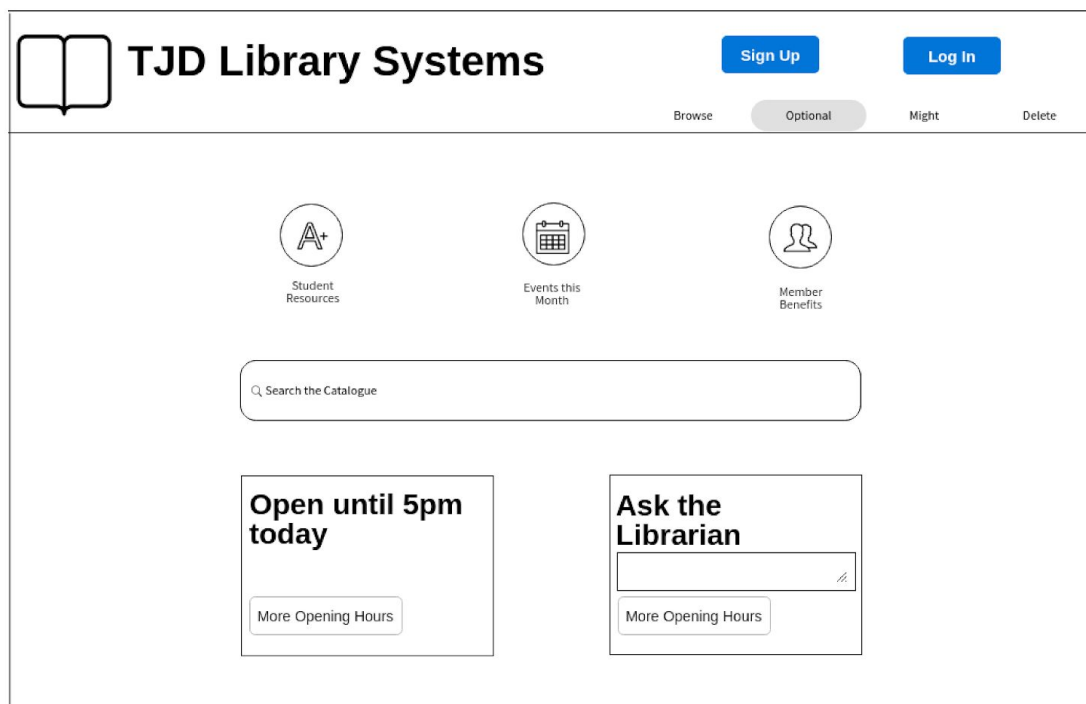 TJD Library Systems
Sign Up
Log In
Browse
Optional
Might
Delete
Student
Resources
Events this
Month
Member
Benefits
Search the Catalogue
Open until 5pm
today
More Opening Hours
Ask the
Librarian
More Opening Hours